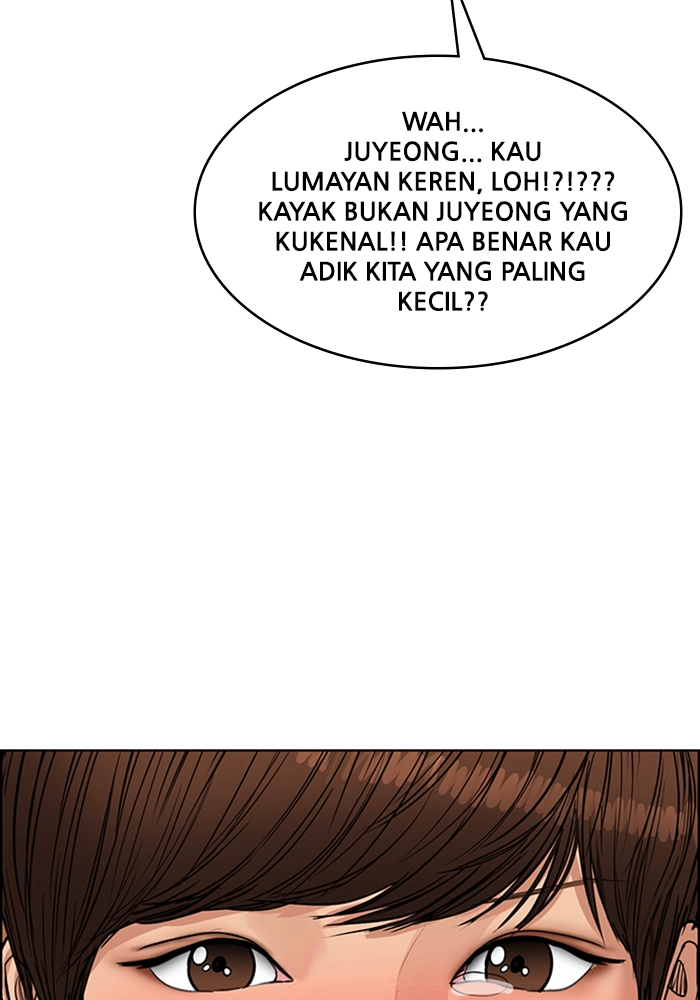 WAH...
JUYEONG... KAU
LUMAYAN KEREN, LOH!?!???
KAYAK BUKAN JUYEONG YANG
KUKENAL!! APA BENAR KAU
ADIK KITA YANG PALING
KECIL??